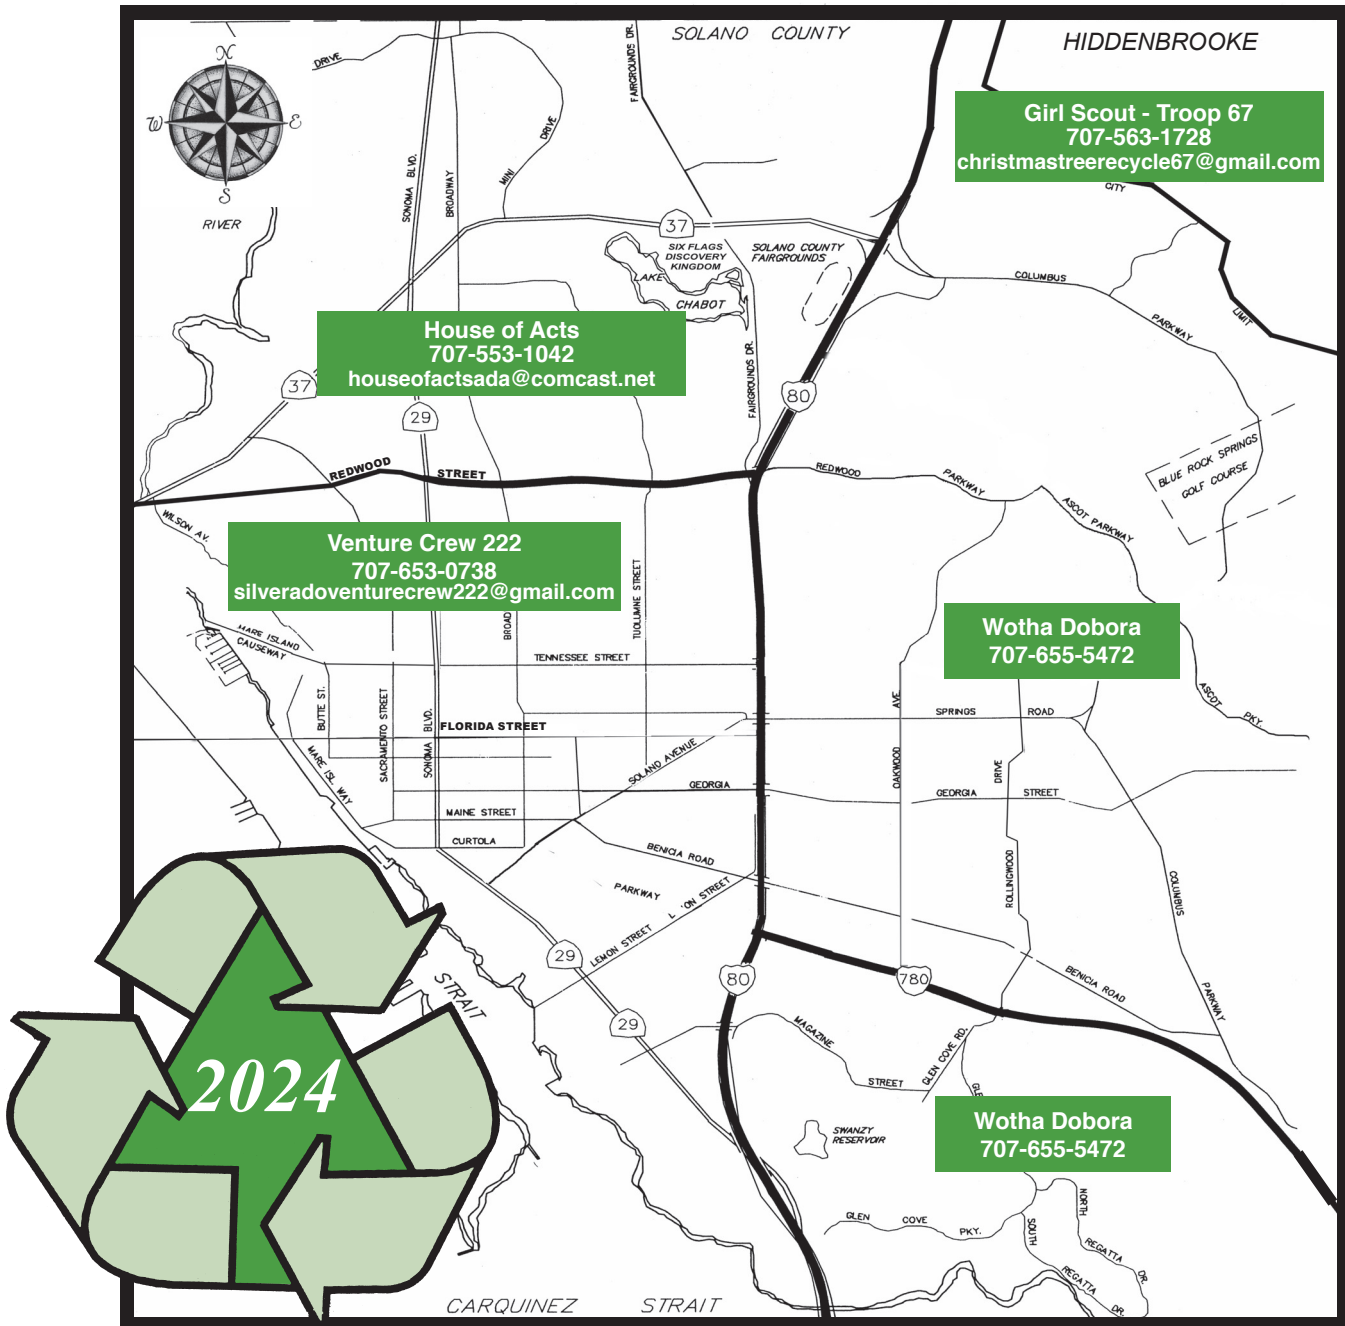 SOLANO COUNTY
HIDDENBROOKE
N
W
E
S
DRIVE
FAIRGROUNDS DR.
Girl Scout - Troop 67
707-563-1728
christmastreerecycle67@gmail.com
CITY
LIMIT
SONOMA BLVD.
BROADWAY
MINI
DRIVE
RIVER
37
SIX FLAGS
DISCOVERY
KINGDOM
LAKE
CHABOT
SOLANO COUNTY
FAIRGROUNDS
COLUMBUS
PARKWAY
House of Acts
707-553-1042
houseofactsada@comcast.net
37
29
80
FAIRGROUNDS DR.
BLUE ROCK SPRINGS
GOLF COURSE
REDWOOD
STREET
REDWOOD
PARKWAY
ASCOT PARKWAY
WILSON AV.
Venture Crew 222
707-653-0738
silveradoventurecrew222@gmail.com
BROAD
TUOLUMNE STREET
MARE ISLAND
CAUSEWAY
TENNESSEE STREET
Wotha Dobora
707-655-5472
ASCOT
PKY.
BUTTE ST.
SACRAMENTO STREET
SONOMA BLVD.
FLORIDA STREET
SPRINGS
ROAD
OAKWOOD
AVE
SOLANO AVENUE
MARE ISL. WAY
GEORGIA
GEORGIA
STREET
ROLLINGWOOD
DRIVE
MAINE STREET
CURTOLA
BENICIA ROAD
PARKWAY
LEMON STREET
L 'ON STREET
COLUMBUS
PARKWAY
29
80
780
BENICIA ROAD
STRAIT
29
MAGAZINE
STREET
GLEN COVE RD.
GLE
2024
Wotha Dobora
707-655-5472
SWANZY
RESERVOIR
GLEN
COVE
PKY.
SOUTH
REGATTA
DR.
NORTH
REGATTA
DR.
CARQUINEZ
STRAIT